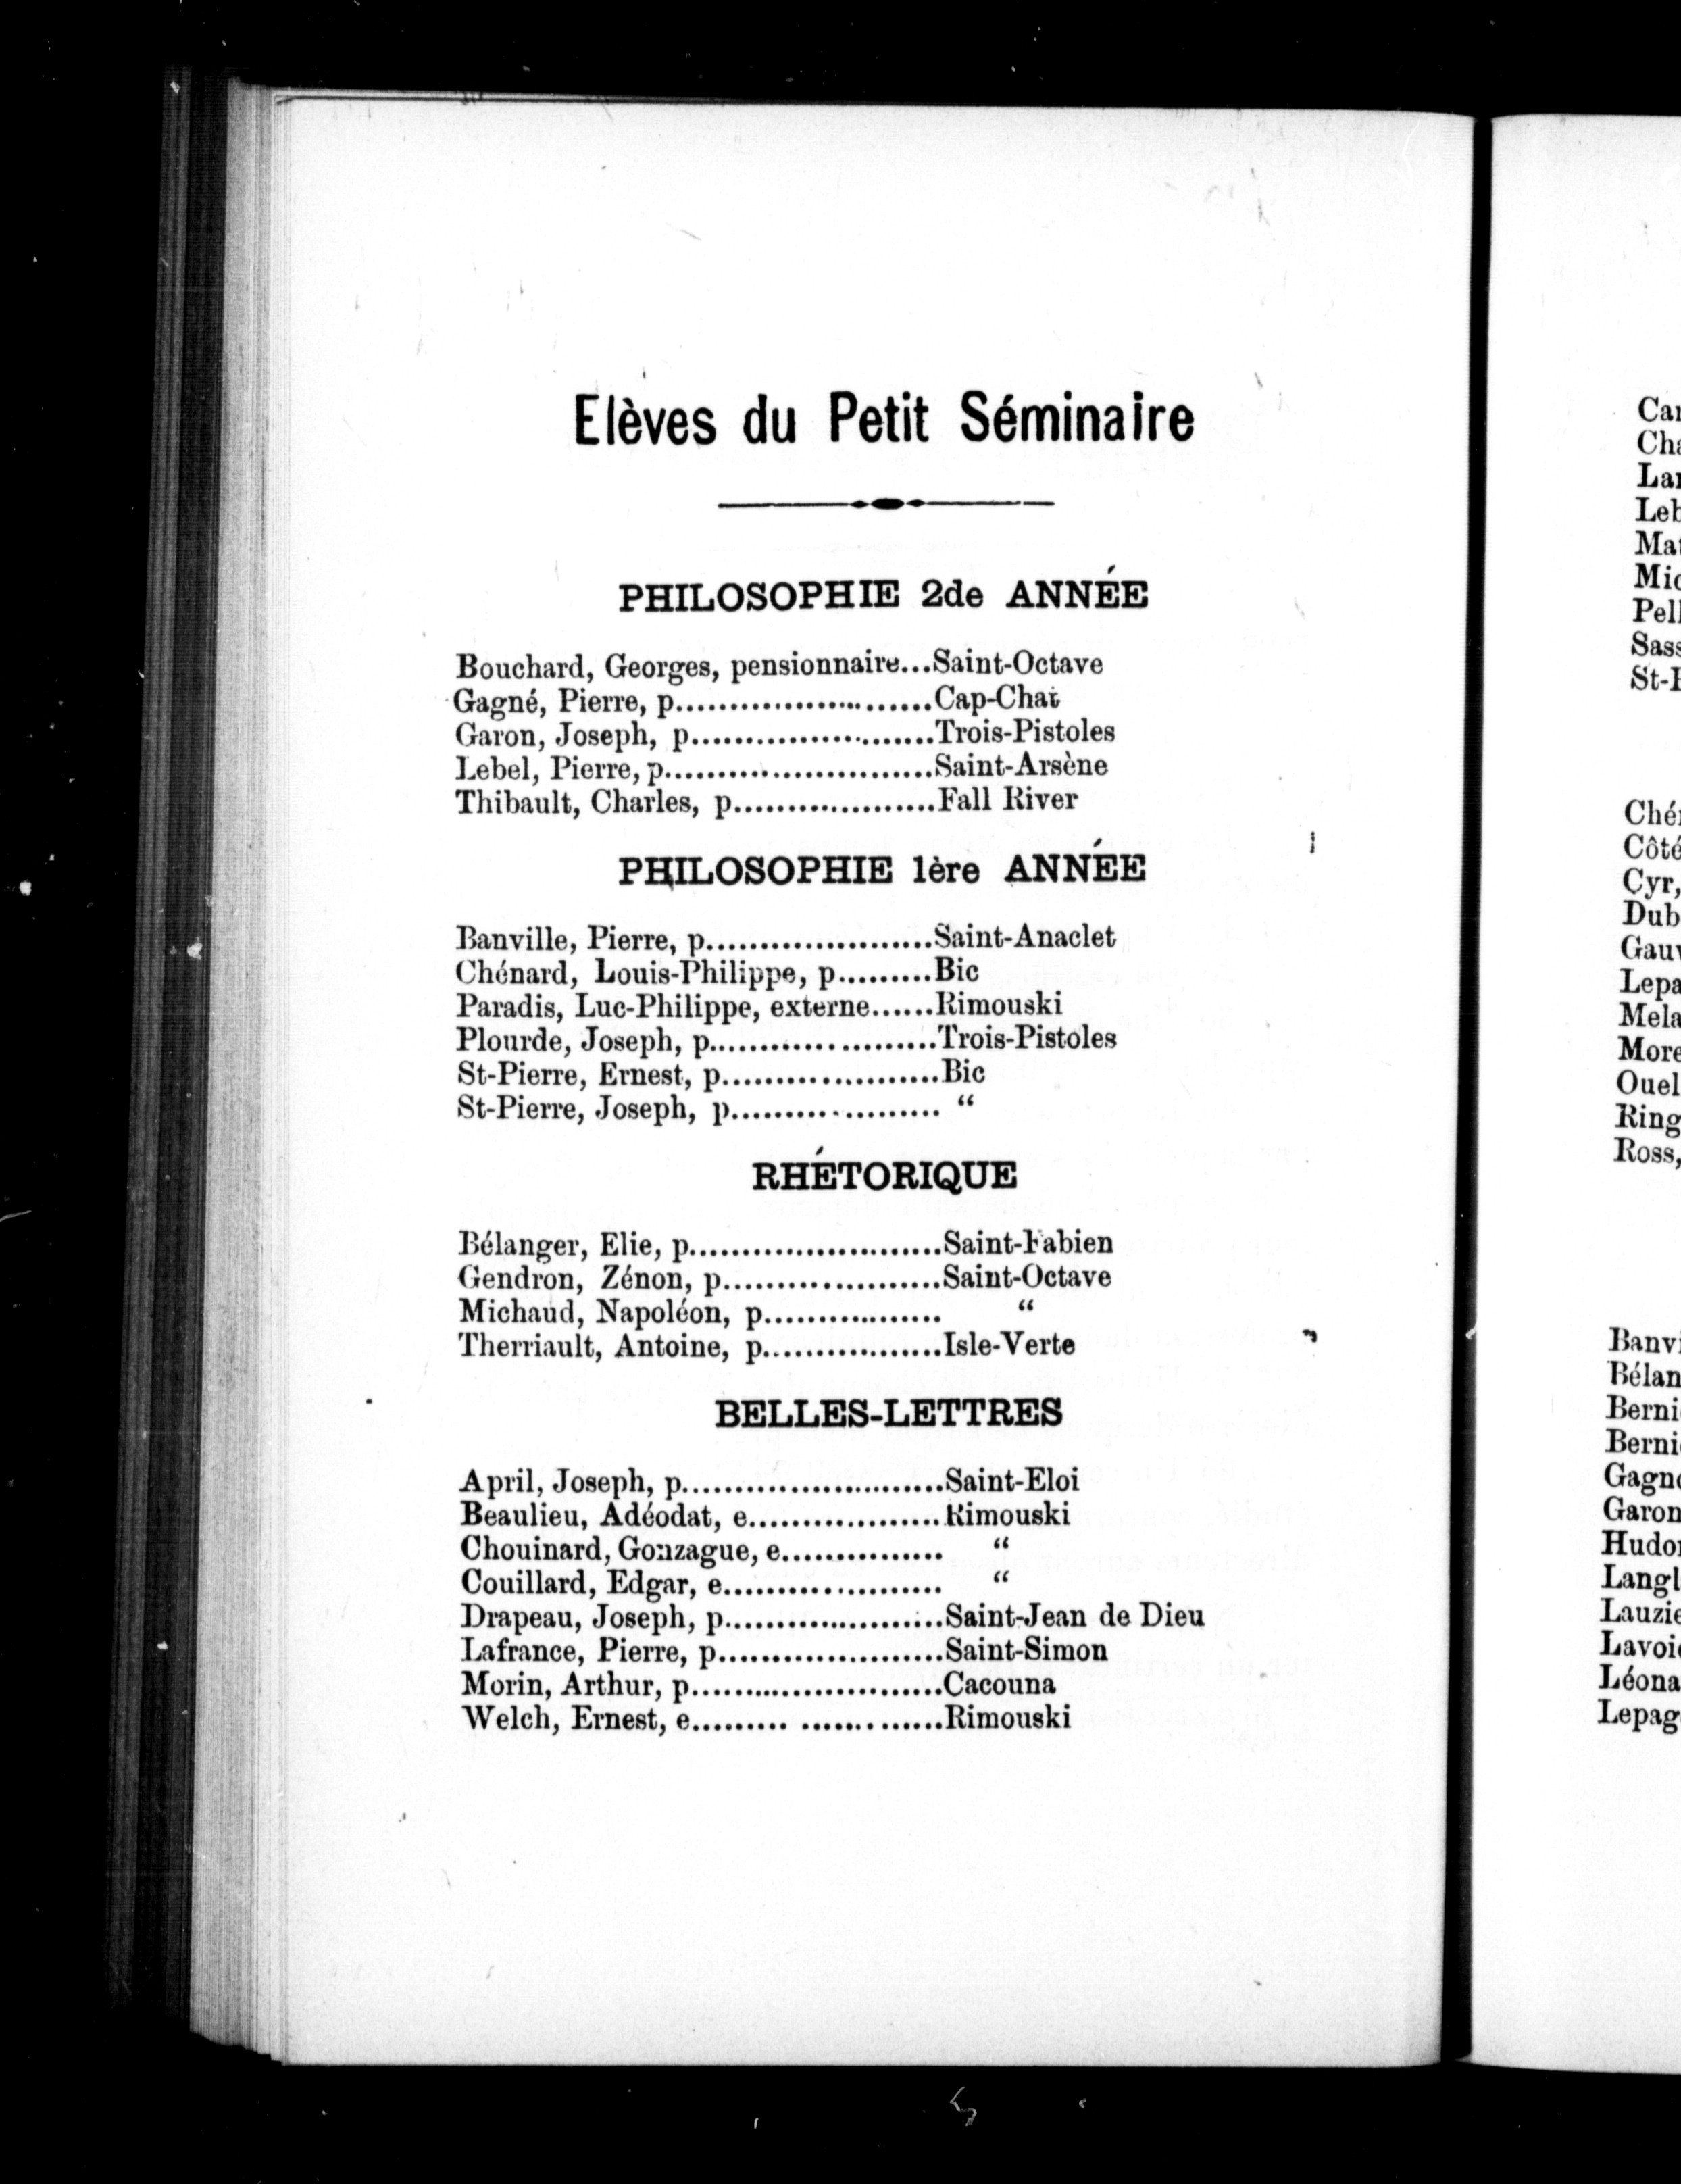 Elèves du Petit Séminaire
PHILOSOPHIE 2de ANNÉE
Bouchard, Georges, pensionnaire...Saint-Octave
Gagné, Pierre, p........................Cap-Chat
Garon, Joseph, p.......................Trois-Pistoles
Lebel, Pierre, p.........................Saint-Arsène
Thibault, Charles, p...................Fall River
PHILOSOPHIE 1ère ANNÉE
Banville, Pierre, p.....................Saint-Anaclet
Chénard, Louis-Philippe, p.........Bic
Paradis, Luc-Philippe, externe......Rimouski
Plourde, Joseph, p.....................Trois-Pistoles
St-Pierre, Ernest, p....................Bic
St-Pierre, Joseph, p................... “
RHÉTORIQUE
Bélanger, Elie, p.......................Saint-Fabien
Gendron, Zénon, p....................Saint-Octave
Michaud, Napoléon, p................. “
Therriault, Antoine, p.................Isle-Verte
BELLES-LETTRES
April, Joseph, p........................Saint-Eloi
Beaulieu, Adéodat, e..................Rimouski
Chouinard, Gonzague, e............... “
Couillard, Edgar, e.................... “
Drapeau, Joseph, p....................Saint-Jean de Dieu
Lafrance, Pierre, p.....................Saint-Simon
Morin, Arthur, p.......................Cacouna
Welch, Ernest, e......... .............Rimouski
Cyr,
Ross,